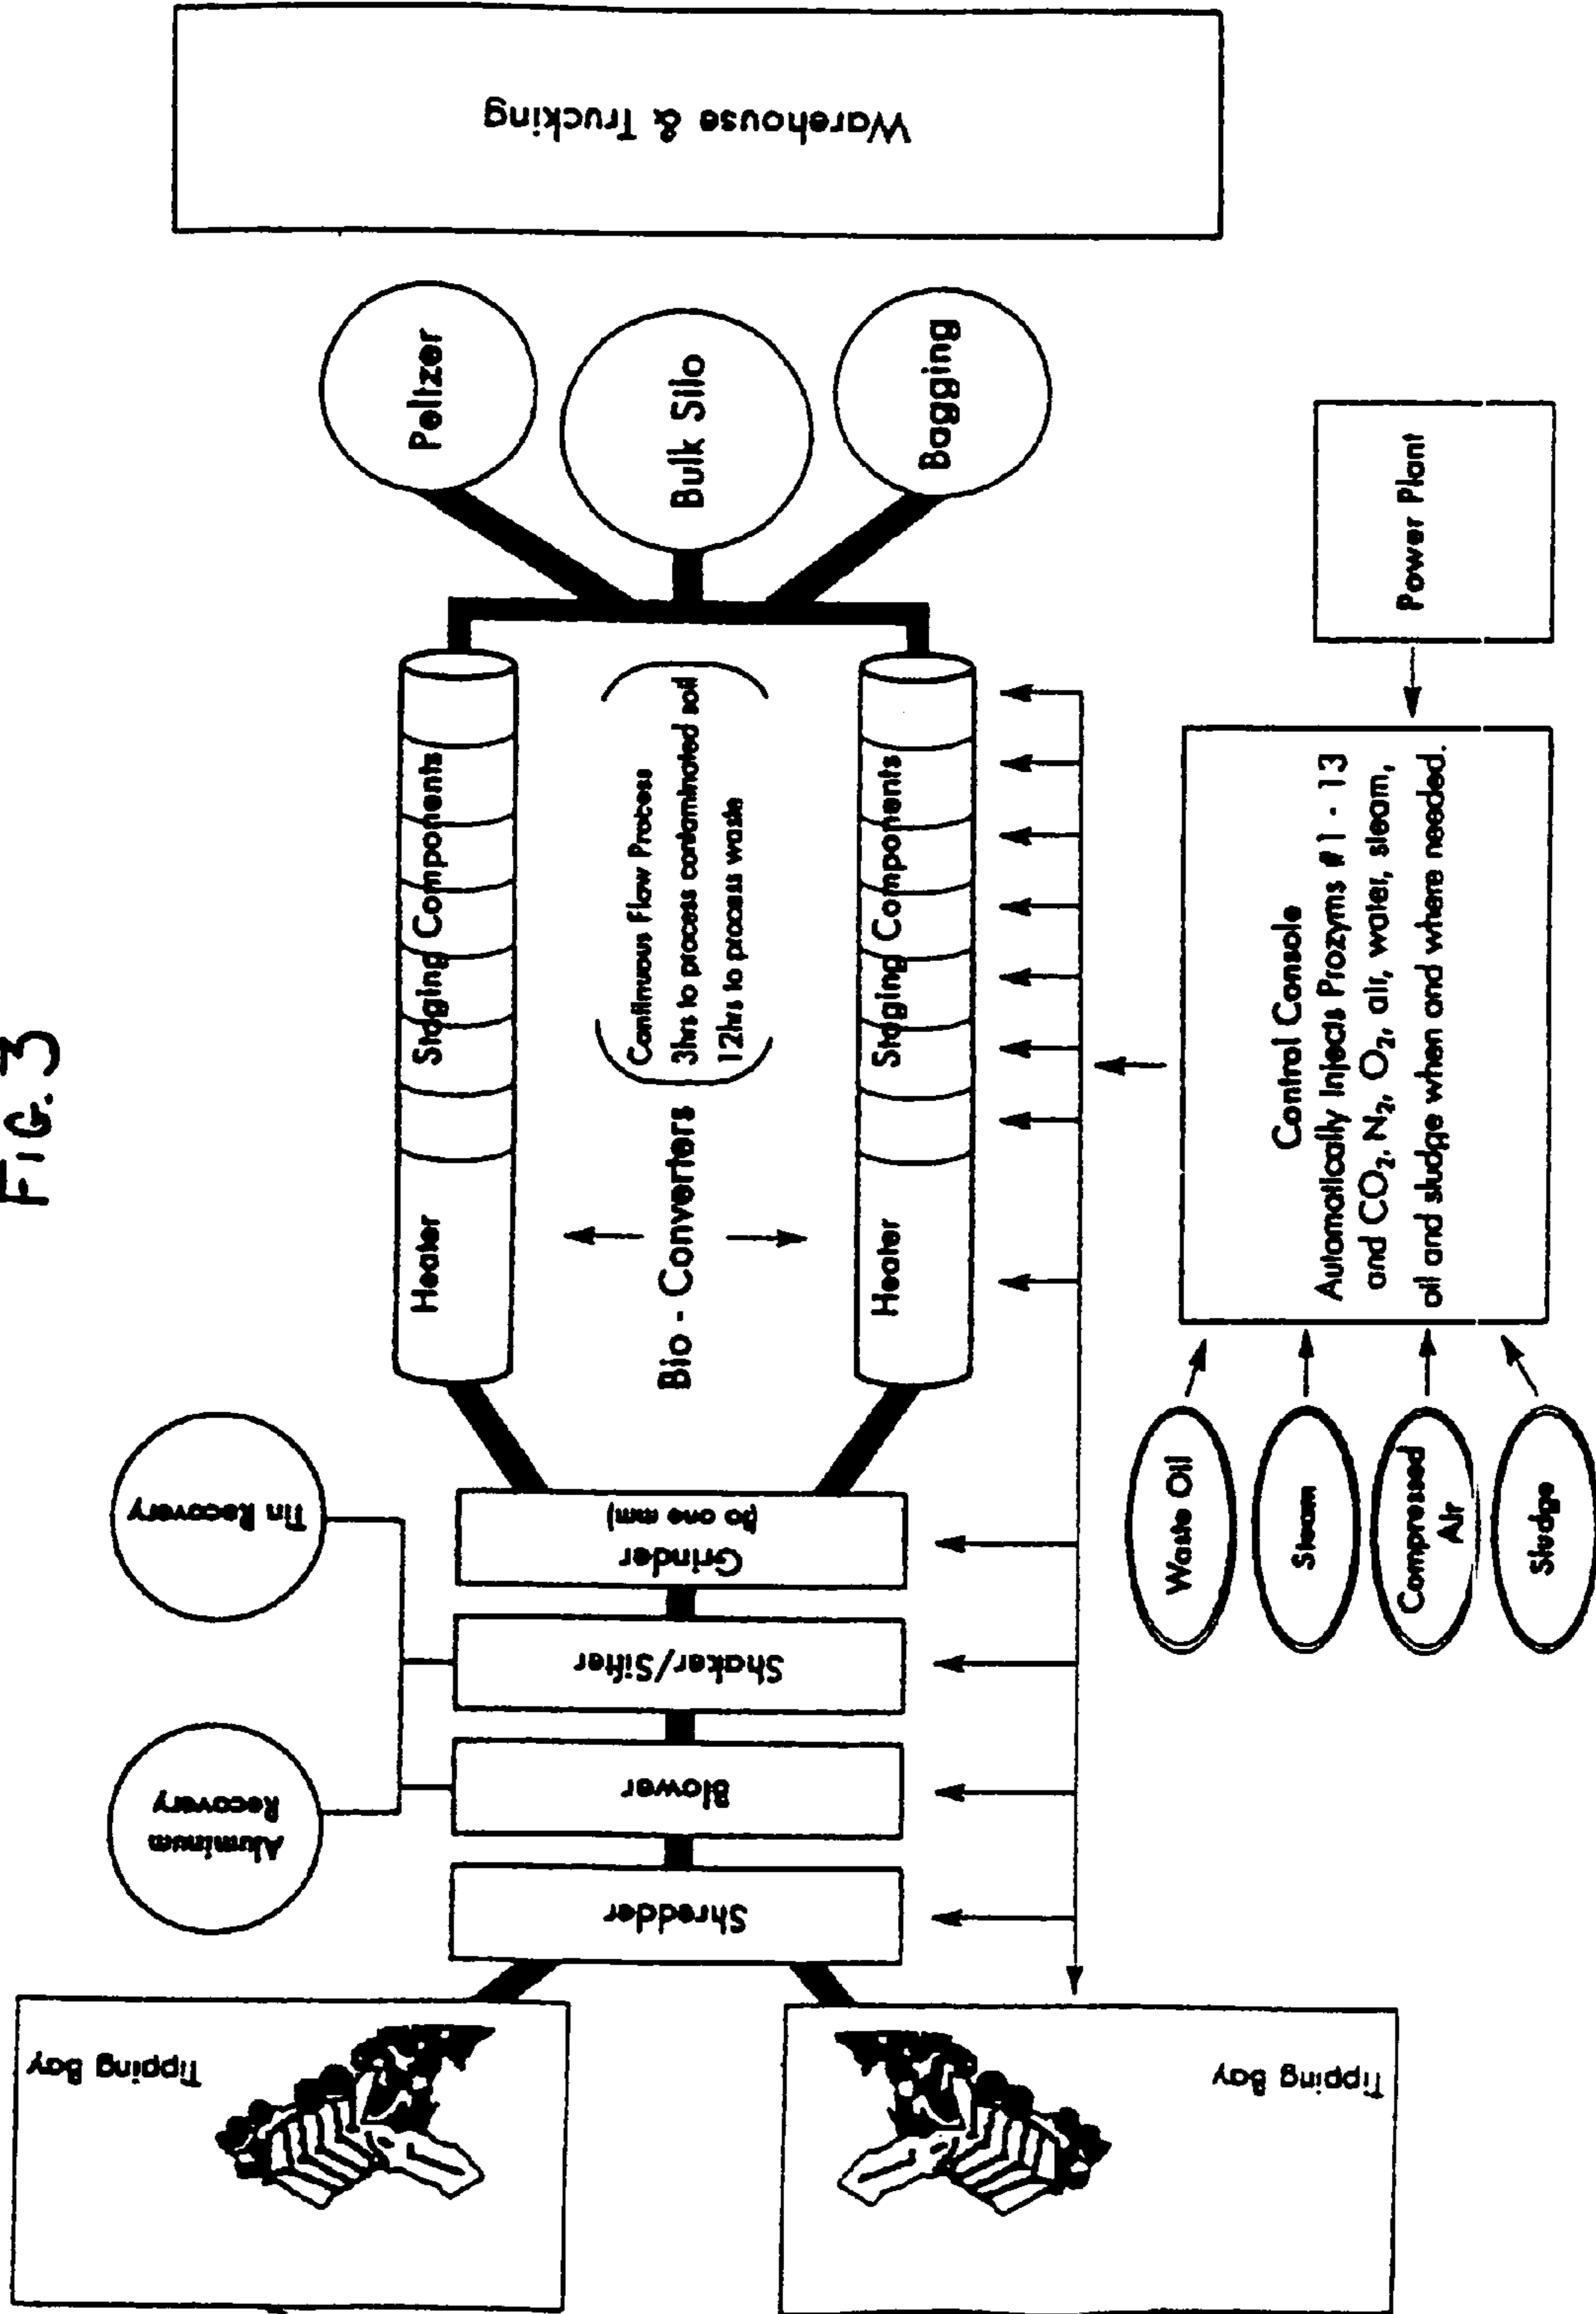 FIG. 3
Tipping Bay
Tipping Bay
Shredder
Aluminum
Recovery
Blower
Shaker/Sifter
Tin Recovery
Grinder
(to one mm)
Heater
Staging Components
Bio - Converters
Continuous Flow Process
3hrs to process contaminated soil
12hrs to process waste
Heater
Staging Components
Peltzer
Bulk Silo
Bagging
Warehouse & Trucking
Waste Oil
Steam
Compressed
Air
Sludge
Control Console
Automatically Injects Prozyms #1 - 13
and CO₂, N₂, O₂, air, water, steam,
oil and sludge when and where needed.
Power Plant